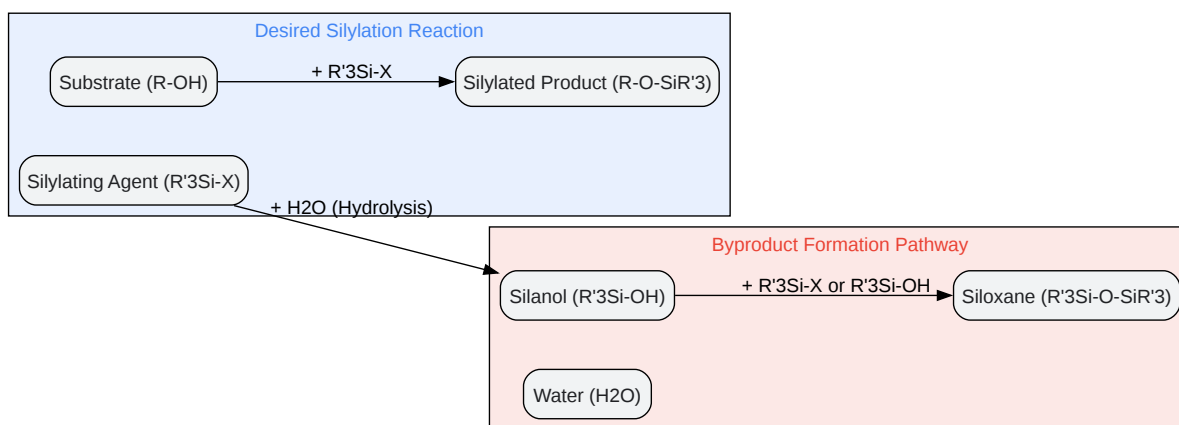 Desired Silylation Reaction
Substrate (R-OH)
+ R'3Si-X
Silylated Product (R-O-SiR'3)
Silylating Agent (R'3Si-X)
+ H2O (Hydrolysis)
Byproduct Formation Pathway
Silanol (R'3Si-OH)
+ R'3Si-X or R'3Si-OH
Siloxane (R'3Si-O-SiR'3)
Water (H2O)